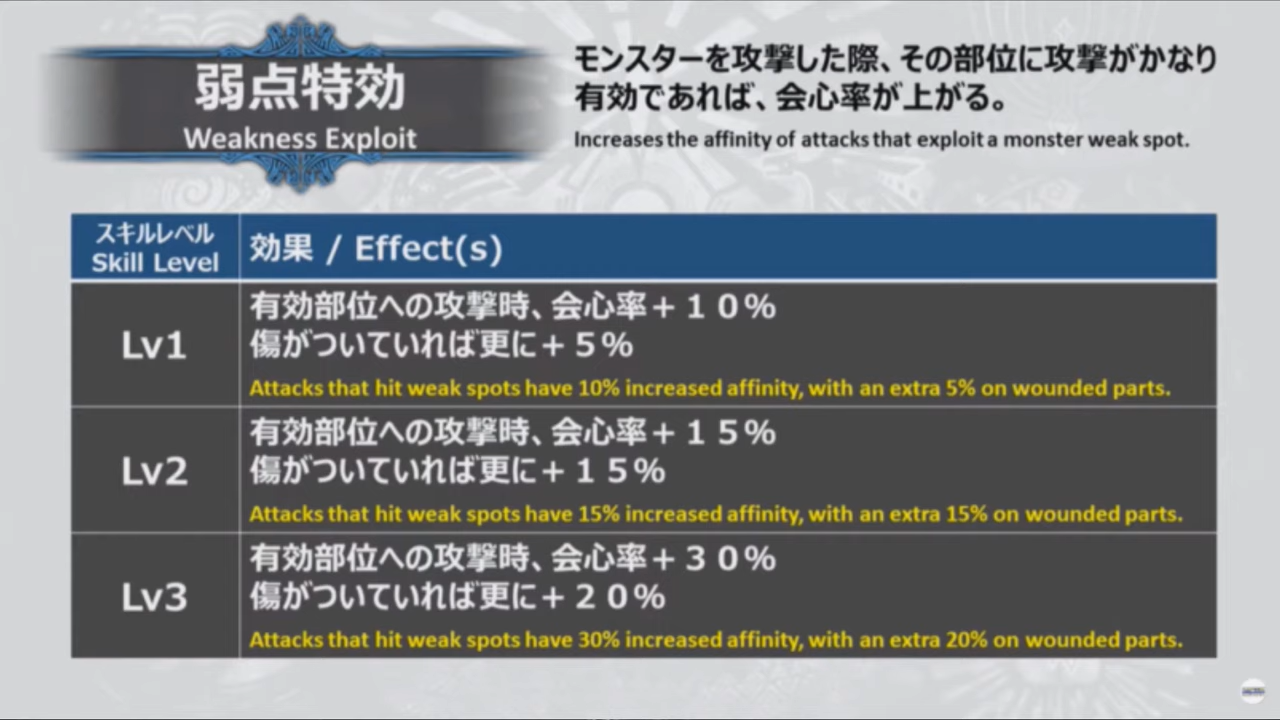 弱点特効
Weakness Exploit
モンスターを攻撃した際、その部位に攻撃がかなり
有効であれば、会心率が上がる。
Increases the affinity of attacks that exploit a monster weak spot.
スキルレベル
Skill Level
効果 / Effect(s)
Lv1
有効部位への攻撃時、会心率＋１０％
傷がついていれば更に＋５％
Attacks that hit weak spots have 10% increased affinity, with an extra 5% on wounded parts.
Lv2
有効部位への攻撃時、会心率＋１５％
傷がついていれば更に＋１５％
Attacks that hit weak spots have 15% increased affinity, with an extra 15% on wounded parts.
Lv3
有効部位への攻撃時、会心率＋３０％
傷がついていれば更に＋２０％
Attacks that hit weak spots have 30% increased affinity, with an extra 20% on wounded parts.